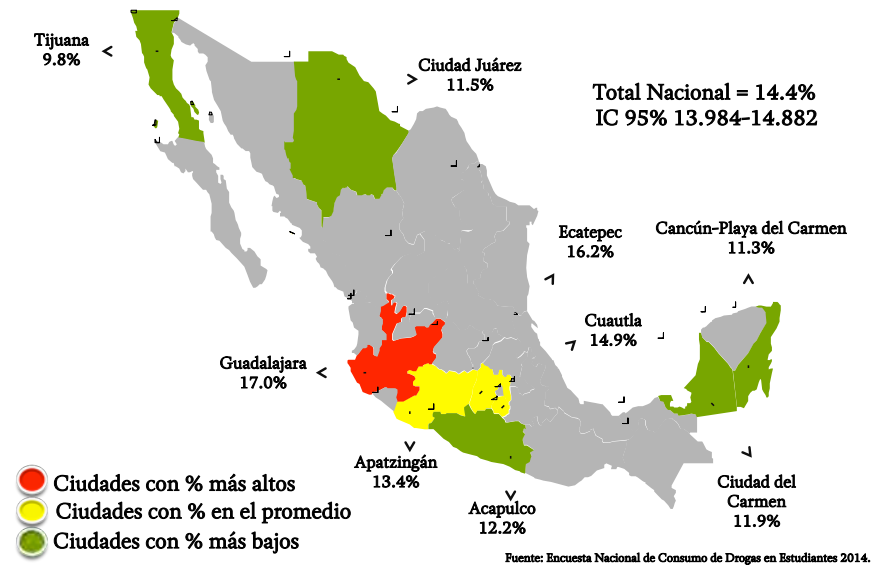 Tijuana
9.8%
Ciudad Juárez
11.5%
Total Nacional = 14.4%
IC 95% 13.984-14.882
Ecatepec
16.2%
Cancún-Playa del Carmen
11.3%
Cuautla
14.9%
Guadalajara
17.0%
Apatzingán
13.4%
Acapulco
12.2%
Ciudad del
Carmen
11.9%
Ciudades con % más altos
Ciudades con % en el promedio
Ciudades con % más bajos
Fuente: Encuesta Nacional de Consumo de Drogas en Estudiantes 2014.